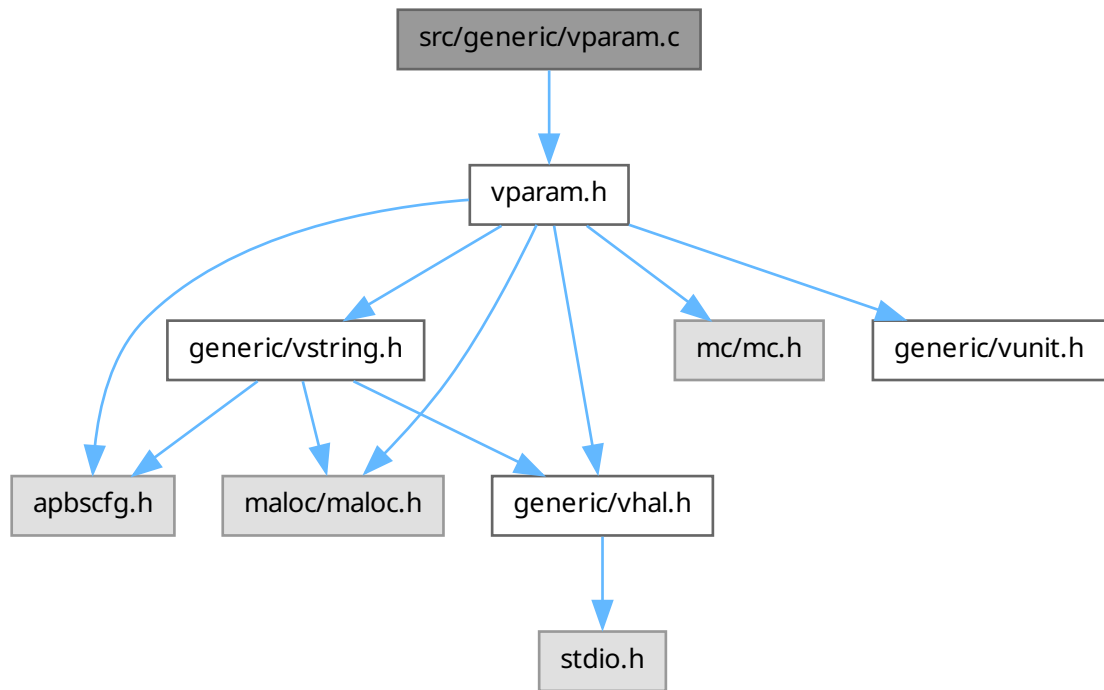 src/generic/vparam.c
vparam.h
generic/vstring.h
mc/mc.h
generic/vunit.h
apbscfg.h
maloc/maloc.h
generic/vhal.h
stdio.h